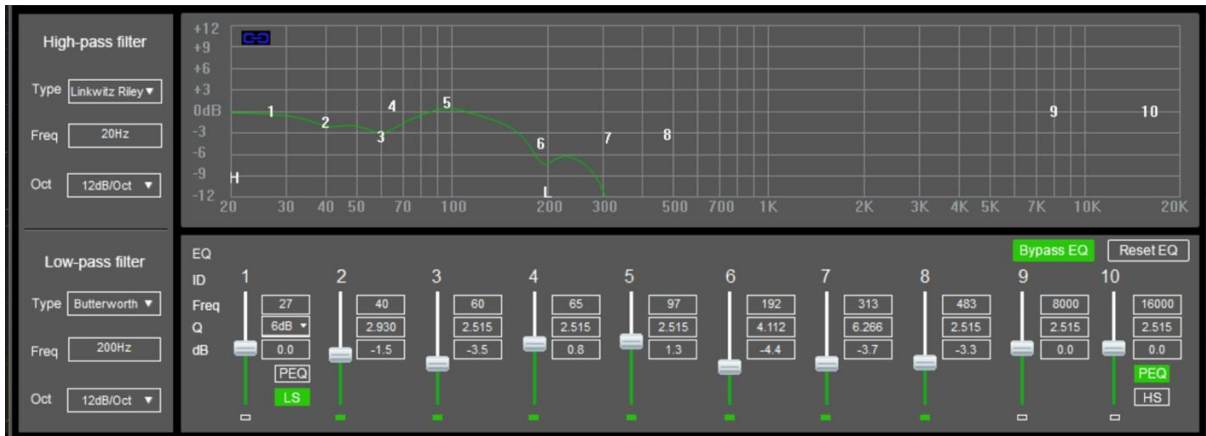 High-pass filter
Type Linkwitz Riley ▼
Freq 20Hz
Oct 12dB/Oct ▼
Low-pass filter
Type Butterworth ▼
Freq 200Hz
Oct 12dB/Oct ▼
+12
+9
+6
+3
0dB
-3
-6
-9
-12
1 2 3 4 5 6 7 8 9 10
H L
20 30 40 50 70 100 200 300 500 700 1K 2K 3K 4K 5K 7K 10K 20K
EQ Bypass EQ Reset EQ
ID 1 2 3 4 5 6 7 8 9 10
Freq 27 40 60 65 97 192 313 483 8000 16000
Q 6dB ▼ 2.930 2.515 2.515 2.515 4.112 6.266 2.515 2.515 2.515
dB 0.0 -1.5 -3.5 0.8 1.3 -4.4 -3.7 -3.3 0.0 0.0
PEQ PEQ
LS HS